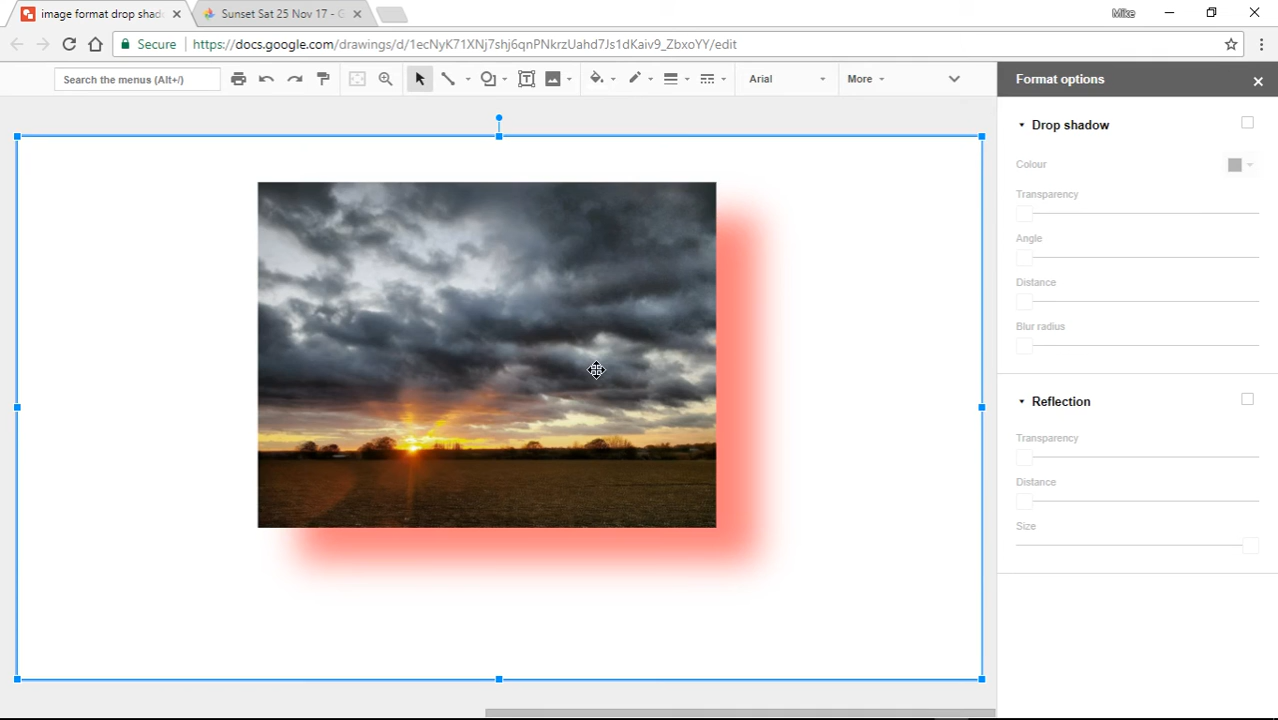 image format drop shad
Sunset Sat 25 Nov 17 - G
Mike
Secure
https://docs.google.com/drawings/d/1ecNyK71XNj7shj6qnPNkrzUahd7Js1dKaiv9_ZbxoYY/edit
Search the menus (Alt+/)
Arial
More
Format options
Drop shadow
Colour
Transparency
Angle
Distance
Blur radius
Reflection
Transparency
Distance
Size